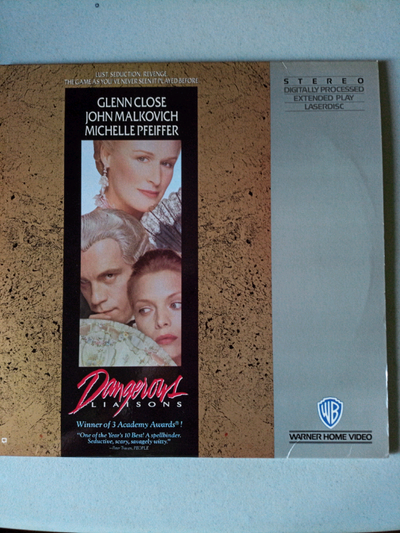 LUST. SEDUCTION. REVENGE.
THE GAME AS YOU'VE NEVER SEEN IT PLAYED BEFORE.
GLENN CLOSE
JOHN MALKOVICH
MICHELLE PFEIFFER
Dangerous
LIAISONS
Winner of 3 Academy Awards®!
"One of the Year's 10 Best! A spellbinder.
Seductive, scary, savagely witty."
PEOPLE
STEREO
DIGITALLY PROCESSED
EXTENDED PLAY
LASERDISC
WB
WARNER HOME VIDEO